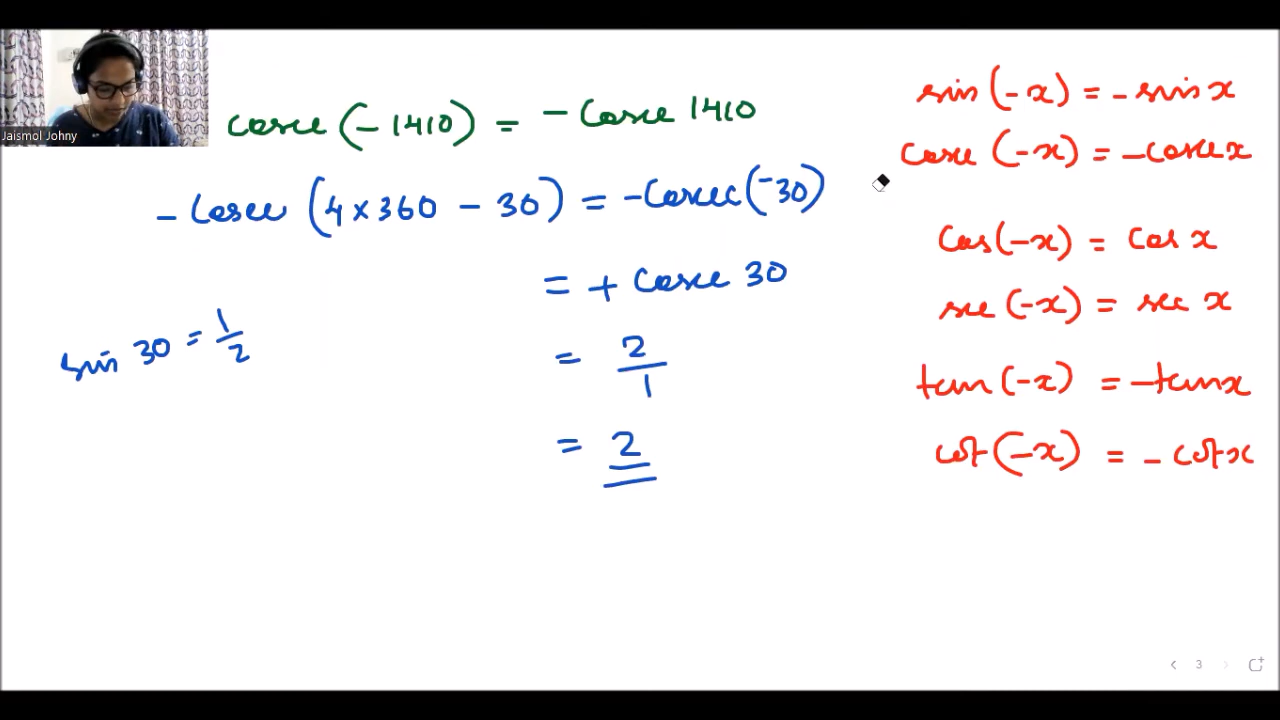 Jaismol Johny
cosec (-1410) = - Cosec 1410
- Cosec (4 x 360 - 30) = - Cosec (-30)
= + Cosec 30
sin 30 = 1/2
= 2/1
= 2
sin (-x) = - sin x
cosec (-x) = - cosec x
cos (-x) = cos x
sec (-x) = sec x
tan (-x) = - tan x
cot (-x) = - cot x
3